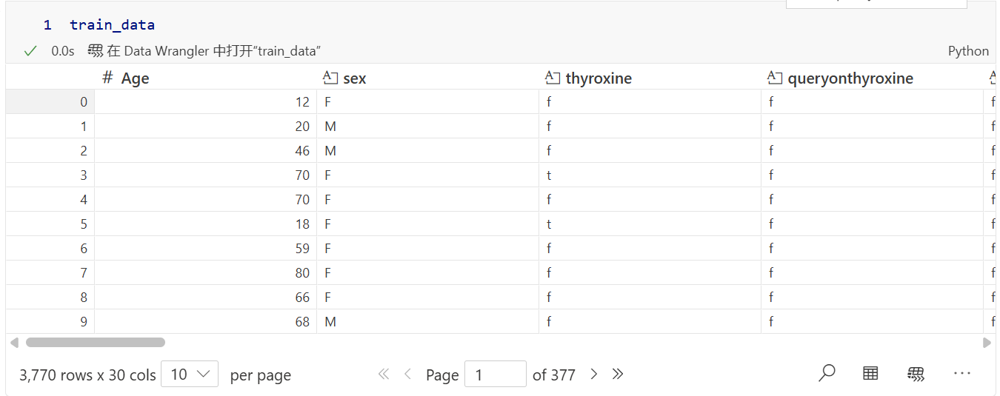 1 train_data
0.0s 在 Data Wrangler 中打开“train_data” Python
# Age sex thyroxine queryonthyroxine
0 12 F f f f
1 20 M f f f
2 46 M f f f
3 70 F t f f
4 70 F f f f
5 18 F t f f
6 59 F f f f
7 80 F f f f
8 66 F f f f
9 68 M f f f
3,770 rows x 30 cols 10 per page « < Page 1 of 377 > » ...